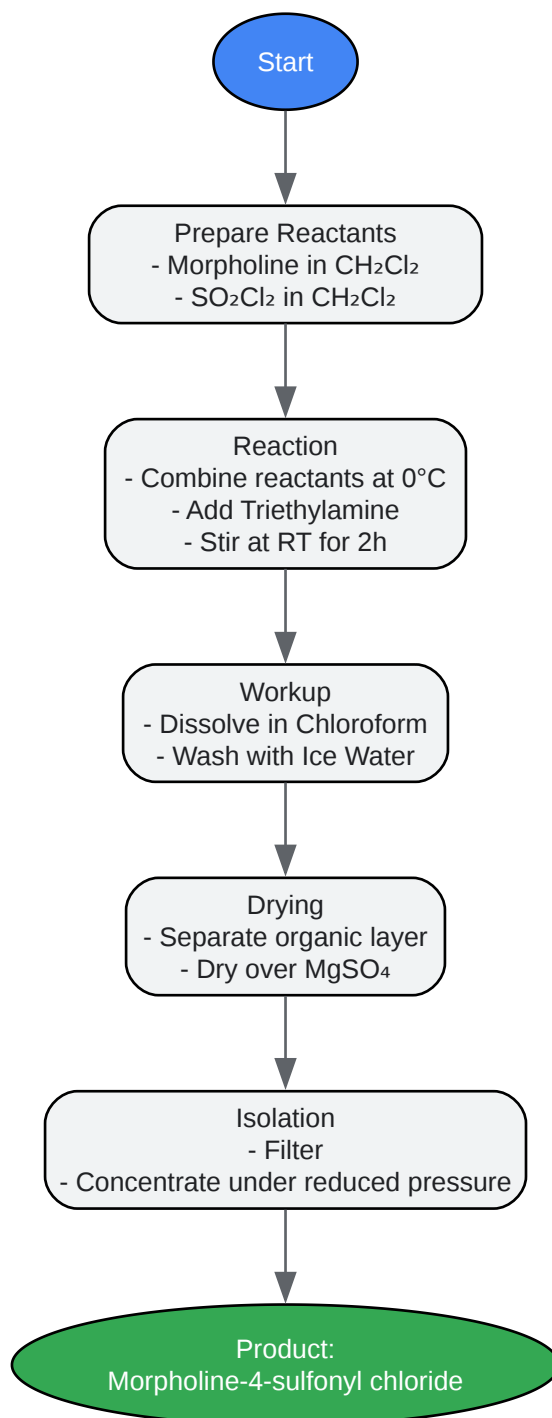 Start
Prepare Reactants
- Morpholine in CH₂Cl₂
- SO₂Cl₂ in CH₂Cl₂
Reaction
- Combine reactants at 0°C
- Add Triethylamine
- Stir at RT for 2h
Workup
- Dissolve in Chloroform
- Wash with Ice Water
Drying
- Separate organic layer
- Dry over MgSO₄
Isolation
- Filter
- Concentrate under reduced pressure
Product:
Morpholine-4-sulfonyl chloride